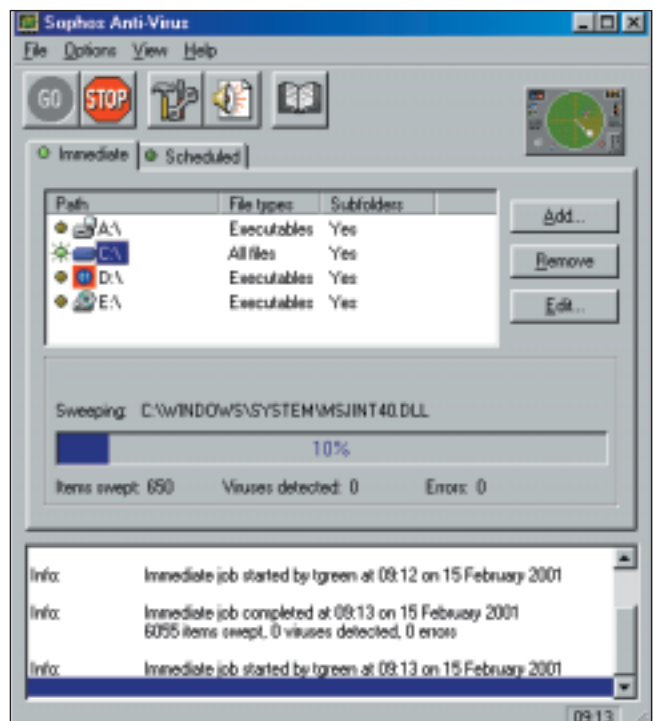 Sophos Anti-Virus
File Options View Help
GO STOP
Immediate Scheduled
Path File types Subfolders
A:\ Executables Yes
C:\ All files Yes
D:\ Executables Yes
E:\ Executables Yes
Add...
Remove
Edit...
Sweeping: C:\WINDOWS\SYSTEM\MSJINT40.DLL
10%
Items swept: 650 Viruses detected: 0 Errors: 0
Info: Immediate job started by tgreen at 09:12 on 15 February 2001
Info: Immediate job completed at 09:13 on 15 February 2001
6055 items swept, 0 viruses detected, 0 errors
Info: Immediate job started by tgreen at 09:13 on 15 February 2001
09:13